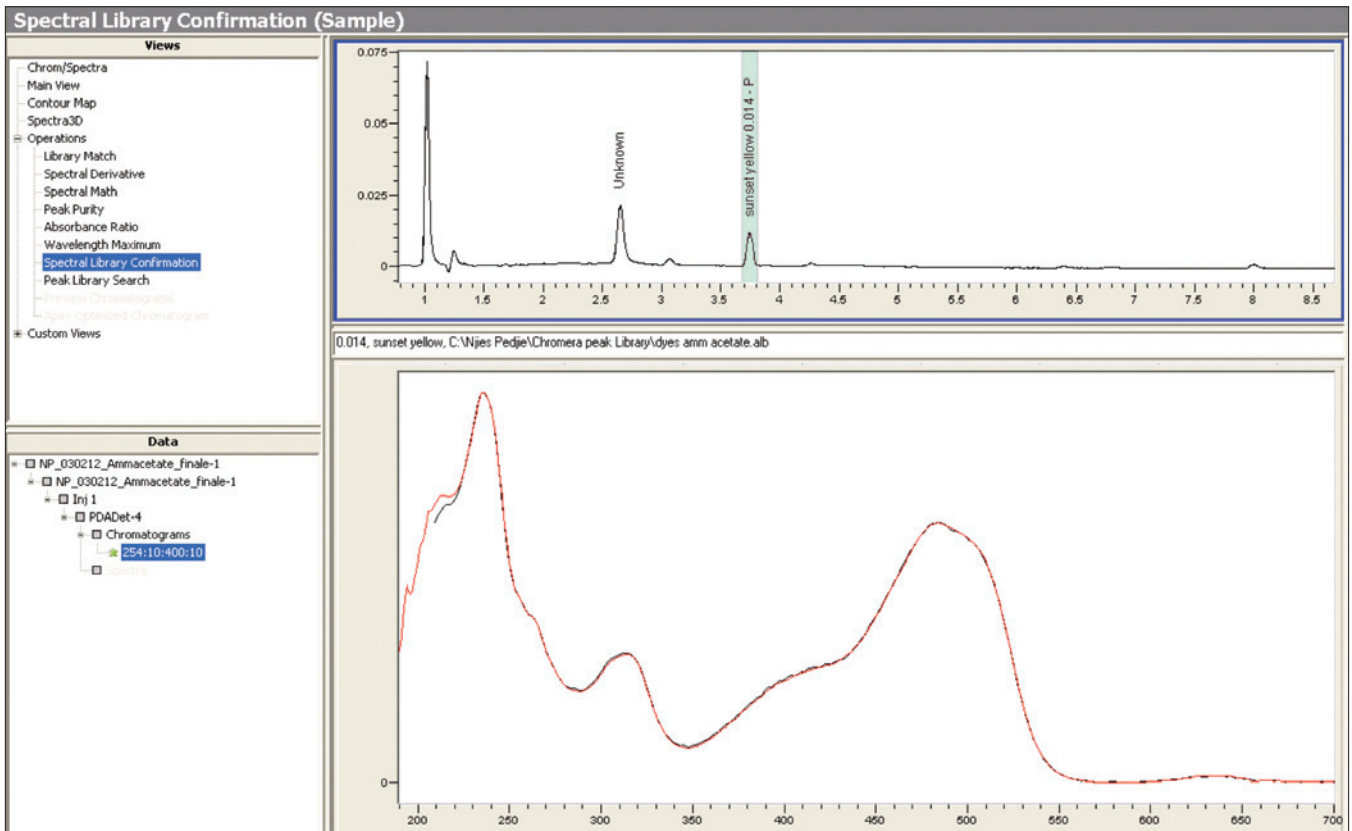 Spectral Library Confirmation (Sample)
Views
Chrom/Spectra
Main View
Contour Map
Spectra3D
Operations
Library Match
Spectral Derivative
Spectral Math
Peak Purity
Absorbance Ratio
Wavelength Maximum
Spectral Library Confirmation
Peak Library Search
Preview Chromatograms
Apex Optimized Chromatogram
Custom Views
Data
NP_030212_Ammacetate_finale-1
NP_030212_Ammacetate_finale-1
Inj 1
PDADet-4
Chromatograms
254:10:400:10
Spectra
0.075
0.05
0.025
0
Unknown
sunset yellow 0.014 - P
1 1.5 2 2.5 3 3.5 4 4.5 5 5.5 6 6.5 7 7.5 8 8.5
0.014, sunset yellow, C:\Njies Pedjie\Chromera peak Library\dyes amm acetate.alb
0
200 250 300 350 400 450 500 550 600 650 700